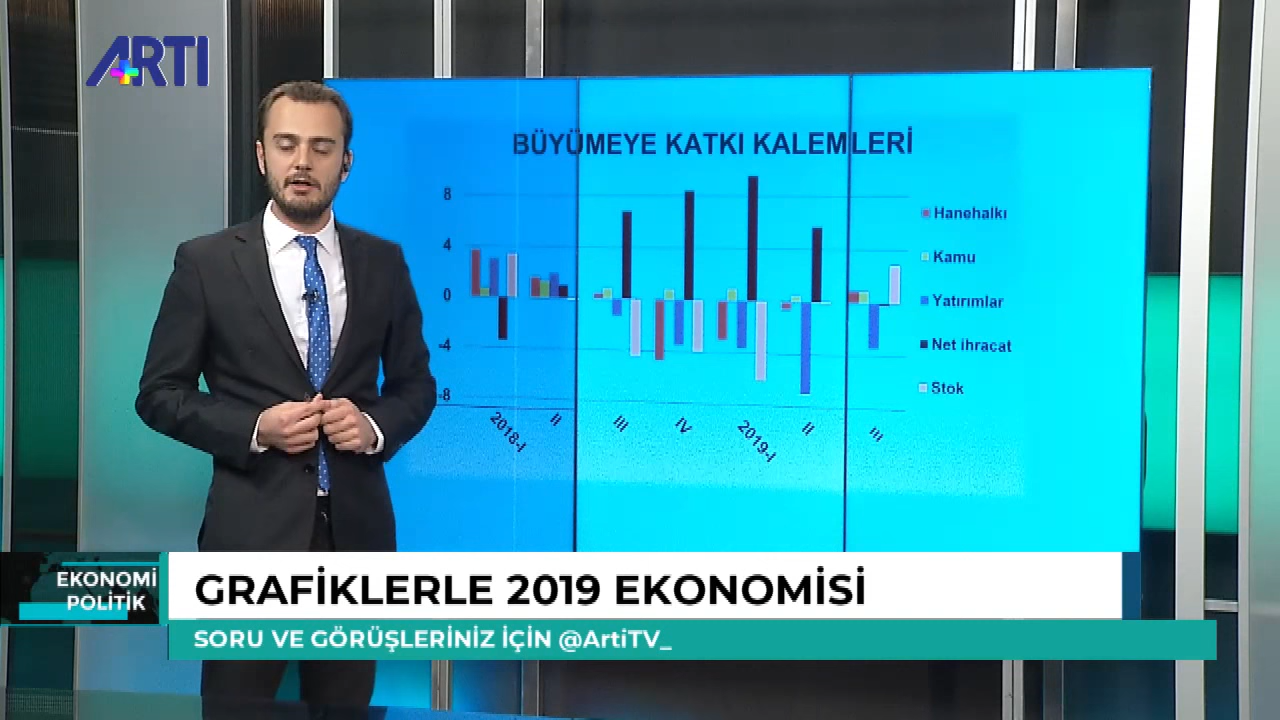 ARTI
BÜYÜMEYE KATKI KALEMLERİ
8
4
0
-4
-8
2018-I
II
III
IV
2019-I
II
III
Hanehalkı
Kamu
Yatırımlar
Net ihracat
Stok
EKONOMİ
POLİTİK
GRAFİKLERLE 2019 EKONOMİSİ
SORU VE GÖRÜŞLERİNİZ İÇİN @ArtiTV_